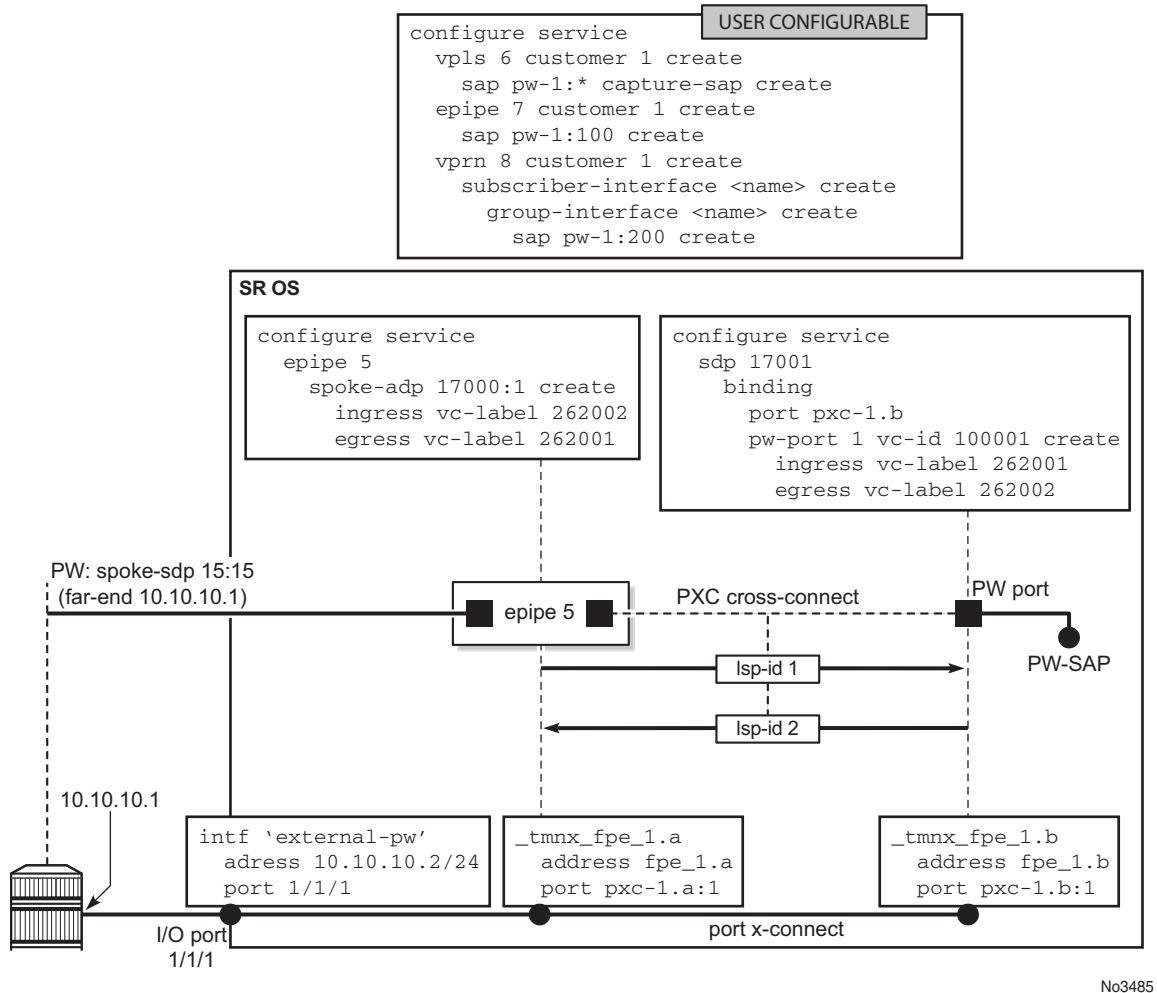 USER CONFIGURABLE
configure service
vpls 6 customer 1 create
sap pw-1:* capture-sap create
epipe 7 customer 1 create
sap pw-1:100 create
vprn 8 customer 1 create
subscriber-interface <name> create
group-interface <name> create
sap pw-1:200 create
SR OS
configure service
epipe 5
spoke-adp 17000:1 create
ingress vc-label 262002
egress vc-label 262001
configure service
sdp 17001
binding
port pxc-1.b
pw-port 1 vc-id 100001 create
ingress vc-label 262001
egress vc-label 262002
PW: spoke-sdp 15:15
(far-end 10.10.10.1)
epipe 5
PXC cross-connect
PW port
PW-SAP
lsp-id 1
lsp-id 2
10.10.10.1
intf ‘external-pw’
adress 10.10.10.2/24
port 1/1/1
_tmnx_fpe_1.a
address fpe_1.a
port pxc-1.a:1
_tmnx_fpe_1.b
address fpe_1.b
port pxc-1.b:1
I/O port
1/1/1
port x-connect
No3485